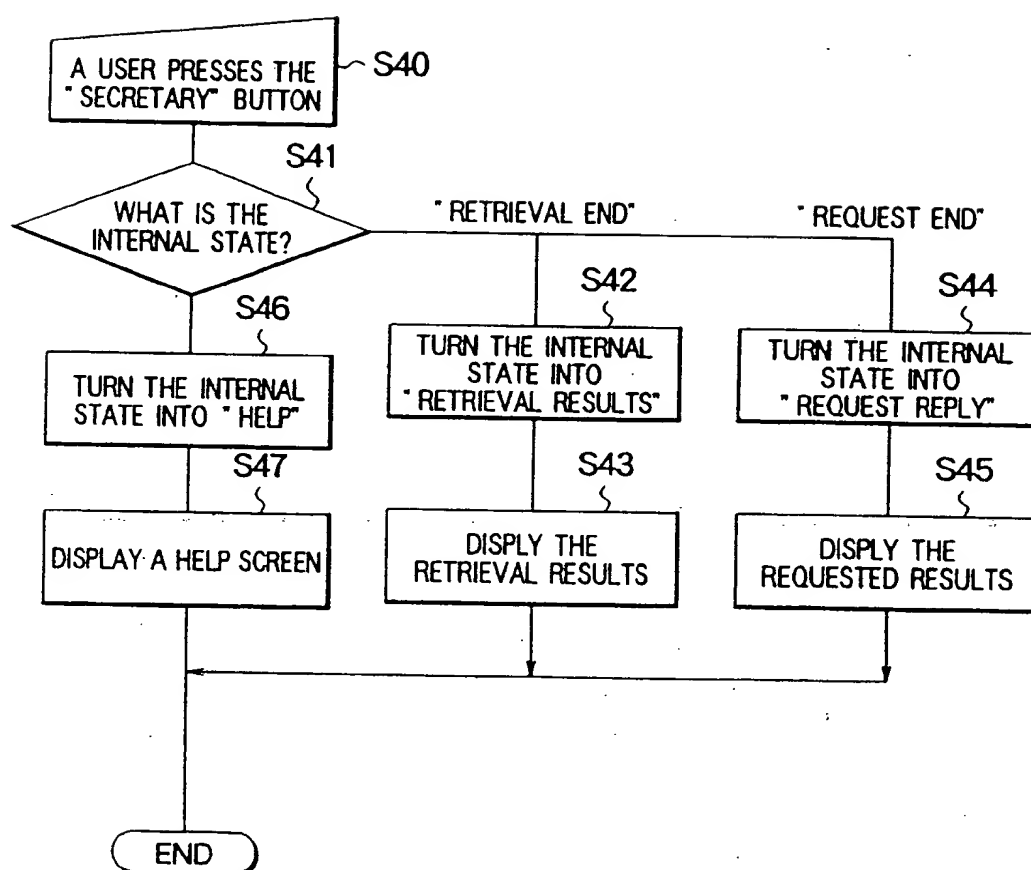 A USER PRESSES THE
"SECRETARY" BUTTON
S40
S41
WHAT IS THE
INTERNAL STATE?
"RETRIEVAL END"
"REQUEST END"
S46
TURN THE INTERNAL
STATE INTO "HELP"
S42
TURN THE INTERNAL
STATE INTO
"RETRIEVAL RESULTS"
S44
TURN THE INTERNAL
STATE INTO
"REQUEST REPLY"
S47
DISPLAY A HELP SCREEN
S43
DISPLY THE
RETRIEVAL RESULTS
S45
DISPLY THE
REQUESTED RESULTS
END